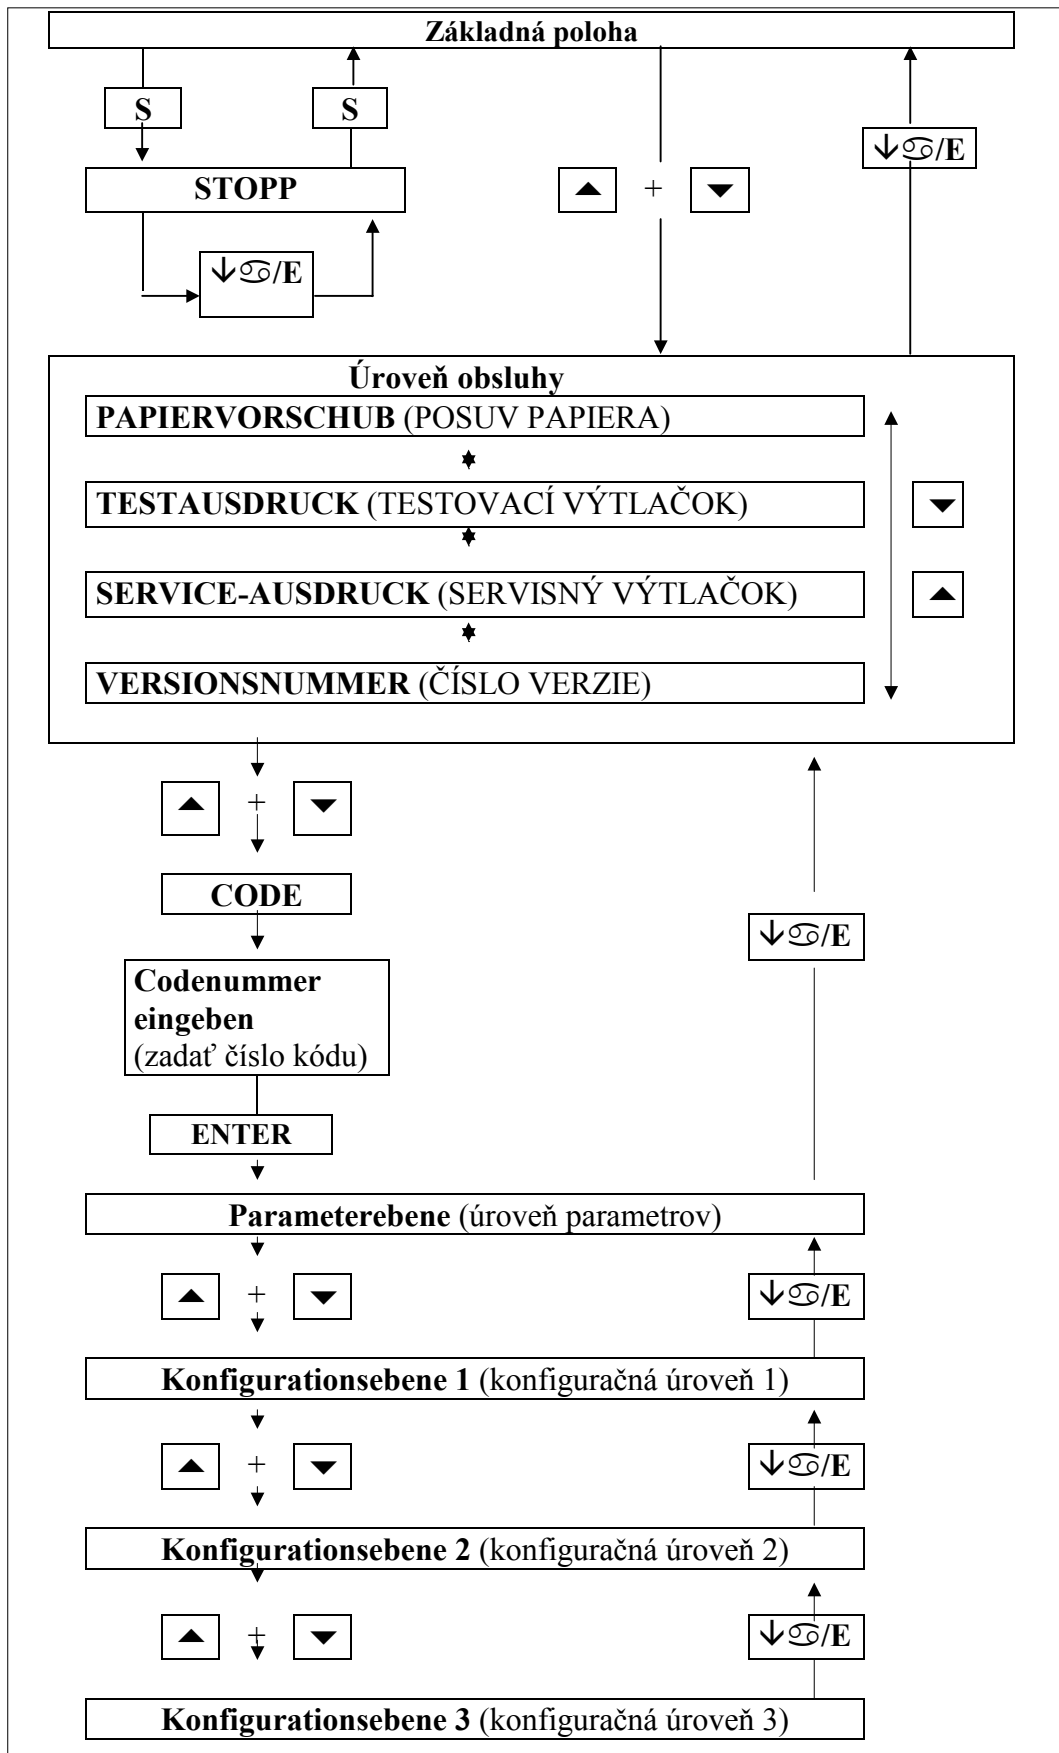 Základná poloha
S S
↓♋/E
STOPP
+
↓♋/E
Úroveň obsluhy
PAPIERVORSCHUB (POSUV PAPIERA)
TESTAUSDRUCK (TESTOVACÍ VÝTLAČOK)
SERVICE-AUSDRUCK (SERVISNÝ VÝTLAČOK)
VERSIONSNUMMER (ČÍSLO VERZIE)
+
CODE
↓♋/E
Codenummer
eingeben
(zadať číslo kódu)
ENTER
Parameterebene (úroveň parametrov)
+ ↓♋/E
Konfigurationsebene 1 (konfiguračná úroveň 1)
+ ↓♋/E
Konfigurationsebene 2 (konfiguračná úroveň 2)
+ ↓♋/E
Konfigurationsebene 3 (konfiguračná úroveň 3)